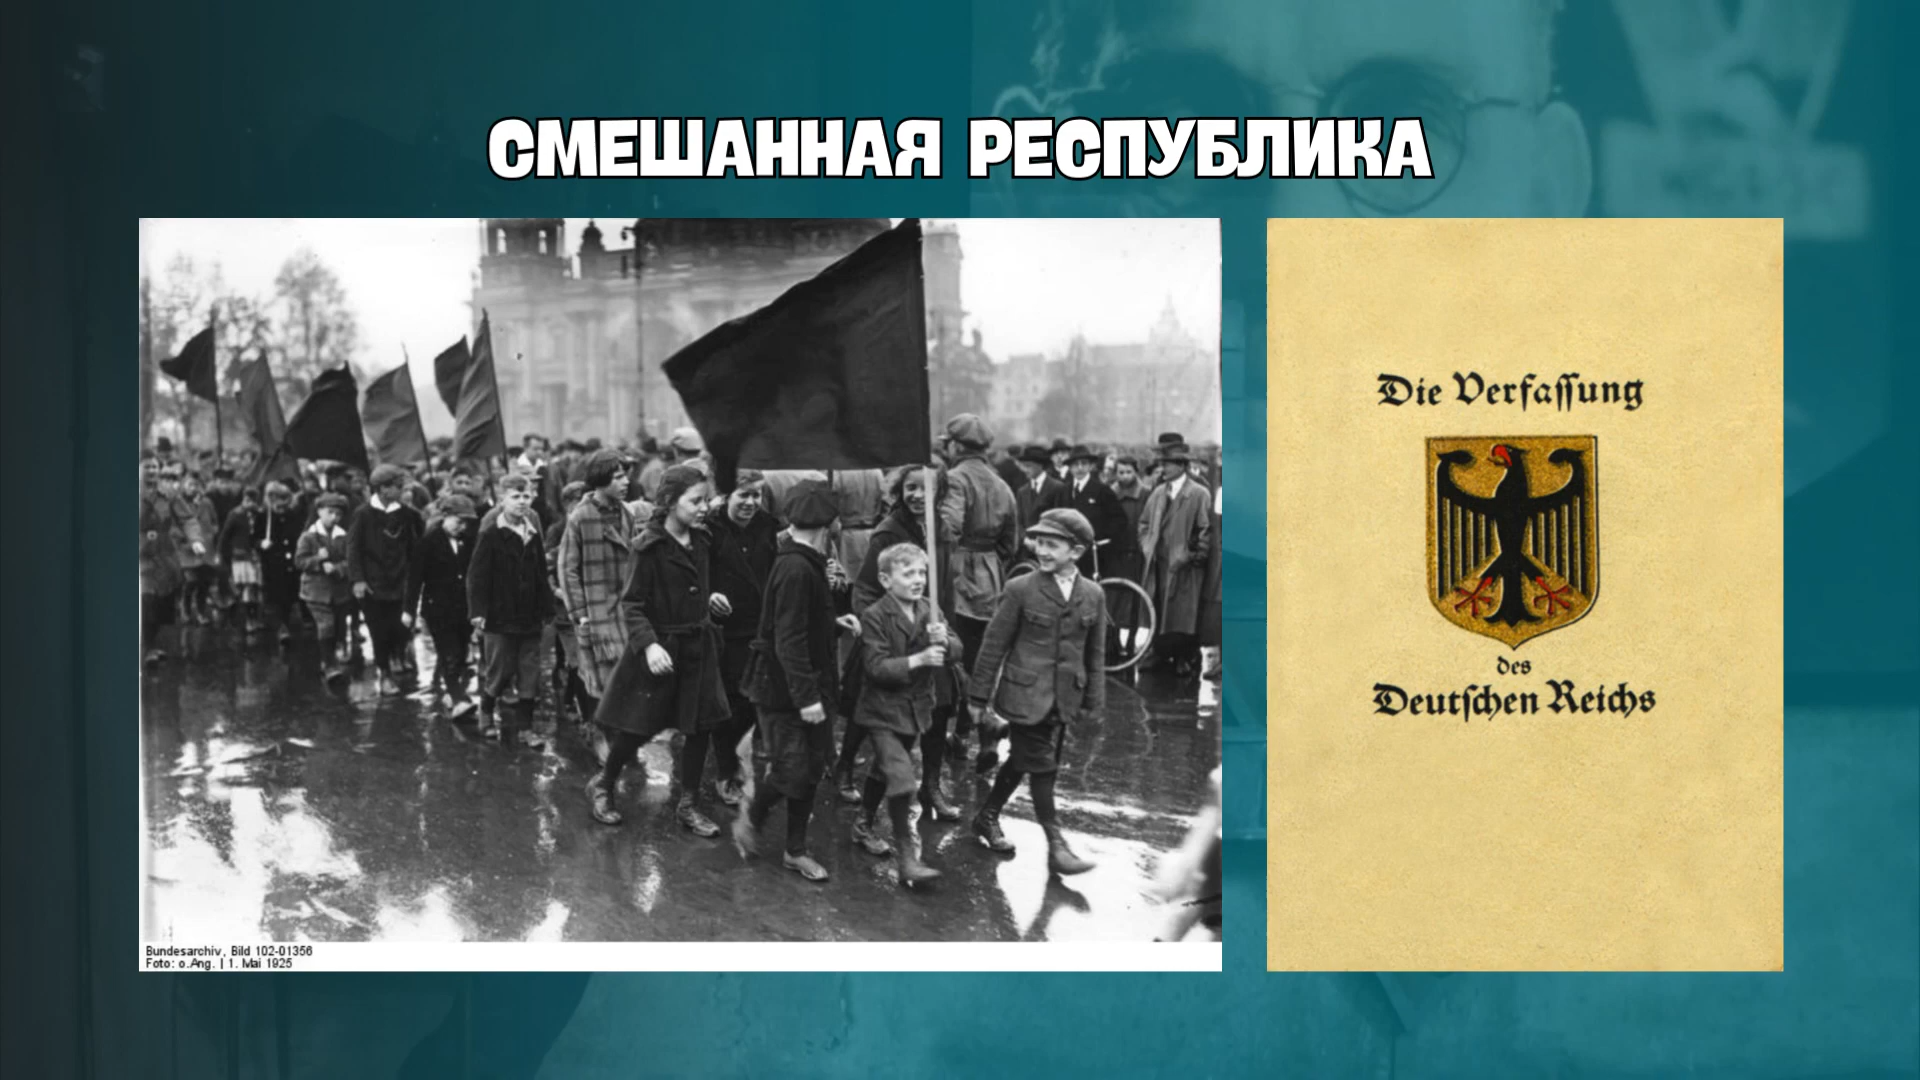 СМЕШАННАЯ РЕСПУБЛИКА
Die Verfaſſung
des
Deutſchen Reichs
Bundesarchiv, Bild 102-01356
Foto: o.Ang. | 1. Mai 1925